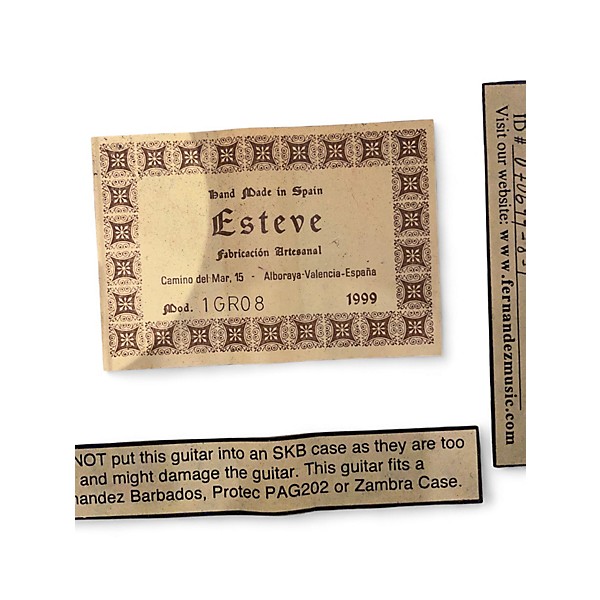 Hand Made in Spain
Esteve
Fabricación Artesanal
Camino del Mar, 15 - Alboraya-Valencia-España
Mod. 1GR08 1999
ID #
Visit our website: www.fernandezmusic.com
NOT put this guitar into an SKB case as they are too
and might damage the guitar. This guitar fits a
nandez Barbados, Protec PAG202 or Zambra Case.